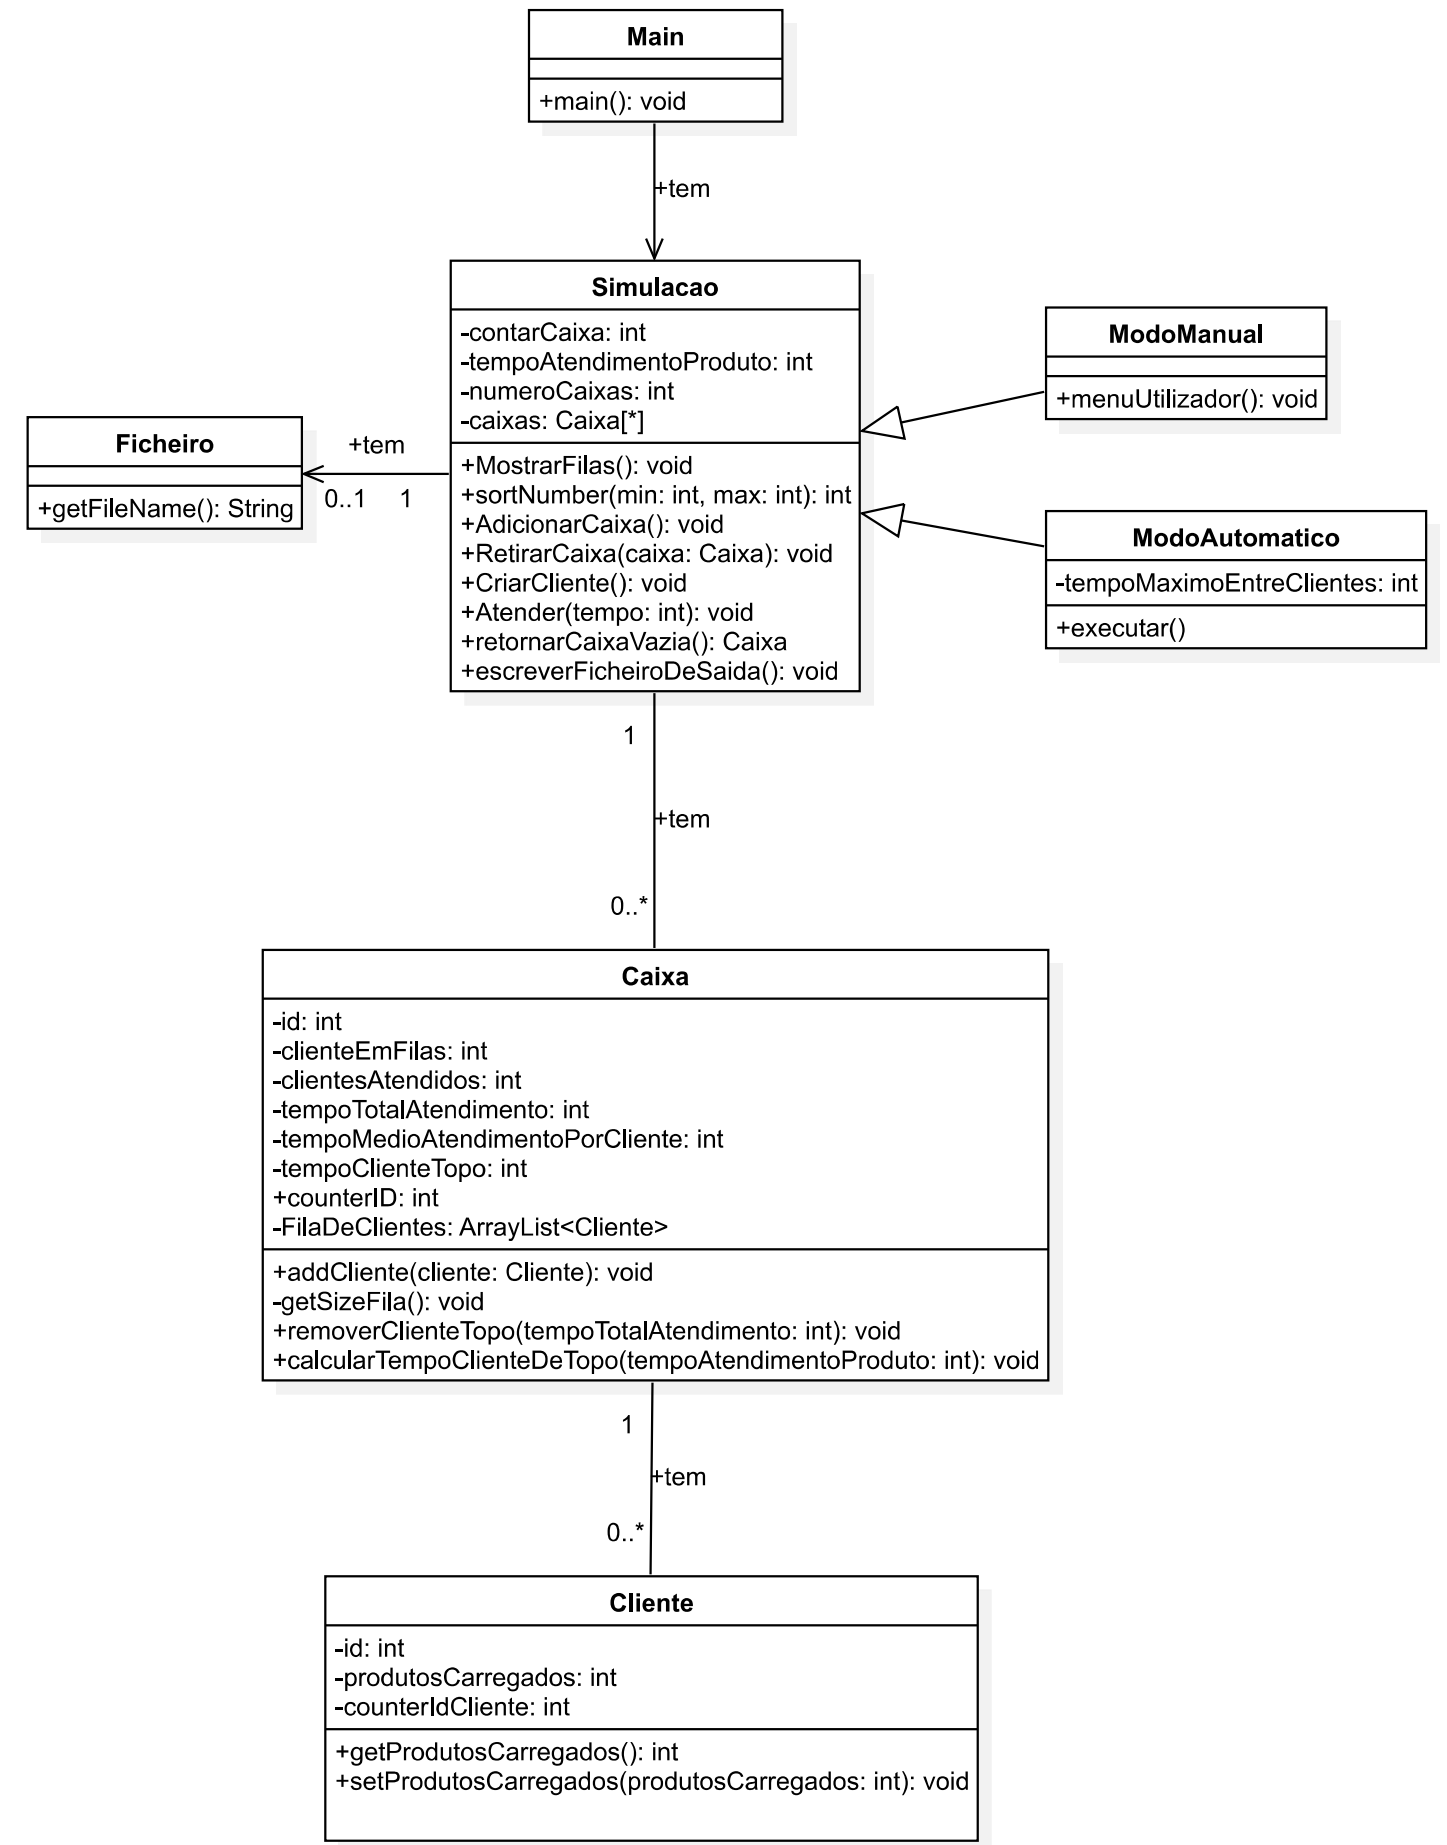 Main
+main(): void
+tem
Simulacao
-contarCaixa: int
-tempoAtendimentoProduto: int
-numeroCaixas: int
-caixas: Caixa[*]
+MostrarFilas(): void
+sortNumber(min: int, max: int): int
+AdicionarCaixa(): void
+RetirarCaixa(caixa: Caixa): void
+CriarCliente(): void
+Atender(tempo: int): void
+retornarCaixaVazia(): Caixa
+escreverFicheiroDeSaida(): void
ModoManual
+menuUtilizador(): void
Ficheiro
+getFileName(): String
+tem
0..1 1
ModoAutomatico
-tempoMaximoEntreClientes: int
+executar()
1
+tem
0..*
Caixa
-id: int
-clienteEmFilas: int
-clientesAtendidos: int
-tempoTotalAtendimento: int
-tempoMedioAtendimentoPorCliente: int
-tempoClienteTopo: int
+counterID: int
-FilaDeClientes: ArrayList<Cliente>
+addCliente(cliente: Cliente): void
-getSizeFila(): void
+removerClienteTopo(tempoTotalAtendimento: int): void
+calcularTempoClienteDeTopo(tempoAtendimentoProduto: int): void
1
+tem
0..*
Cliente
-id: int
-produtosCarregados: int
-counterIdCliente: int
+getProdutosCarregados(): int
+setProdutosCarregados(produtosCarregados: int): void